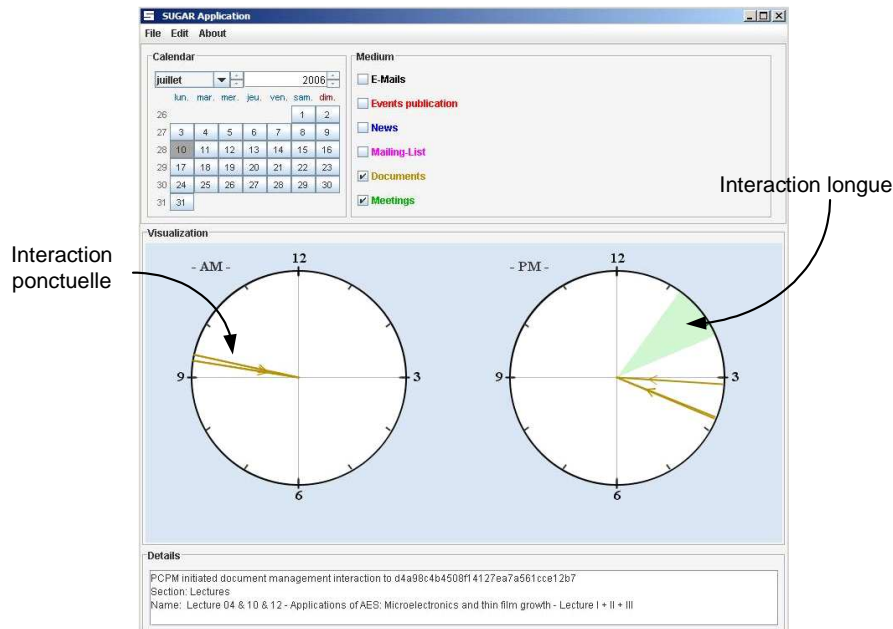 SUGAR Application
File Edit About
Calendar
juillet 2006
lun. mar. mer. jeu. ven. sam. dim.
26 1 2
27 3 4 5 6 7 8 9
28 10 11 12 13 14 15 16
29 17 18 19 20 21 22 23
30 24 25 26 27 28 29 30
31 31
Medium
E-Mails
Events publication
News
Mailing-List
Documents
Meetings
Interaction longue
Interaction
ponctuelle
Visualization
- AM -
12
9
3
6
- PM -
12
9
3
6
Details
PCPM initiated document management interaction to d4a98c4b4508f14127ea7a561cce12b7
Section: Lectures
Name: Lecture 04 & 10 & 12 - Applications of AES: Microelectronics and thin film growth - Lecture I + II + III